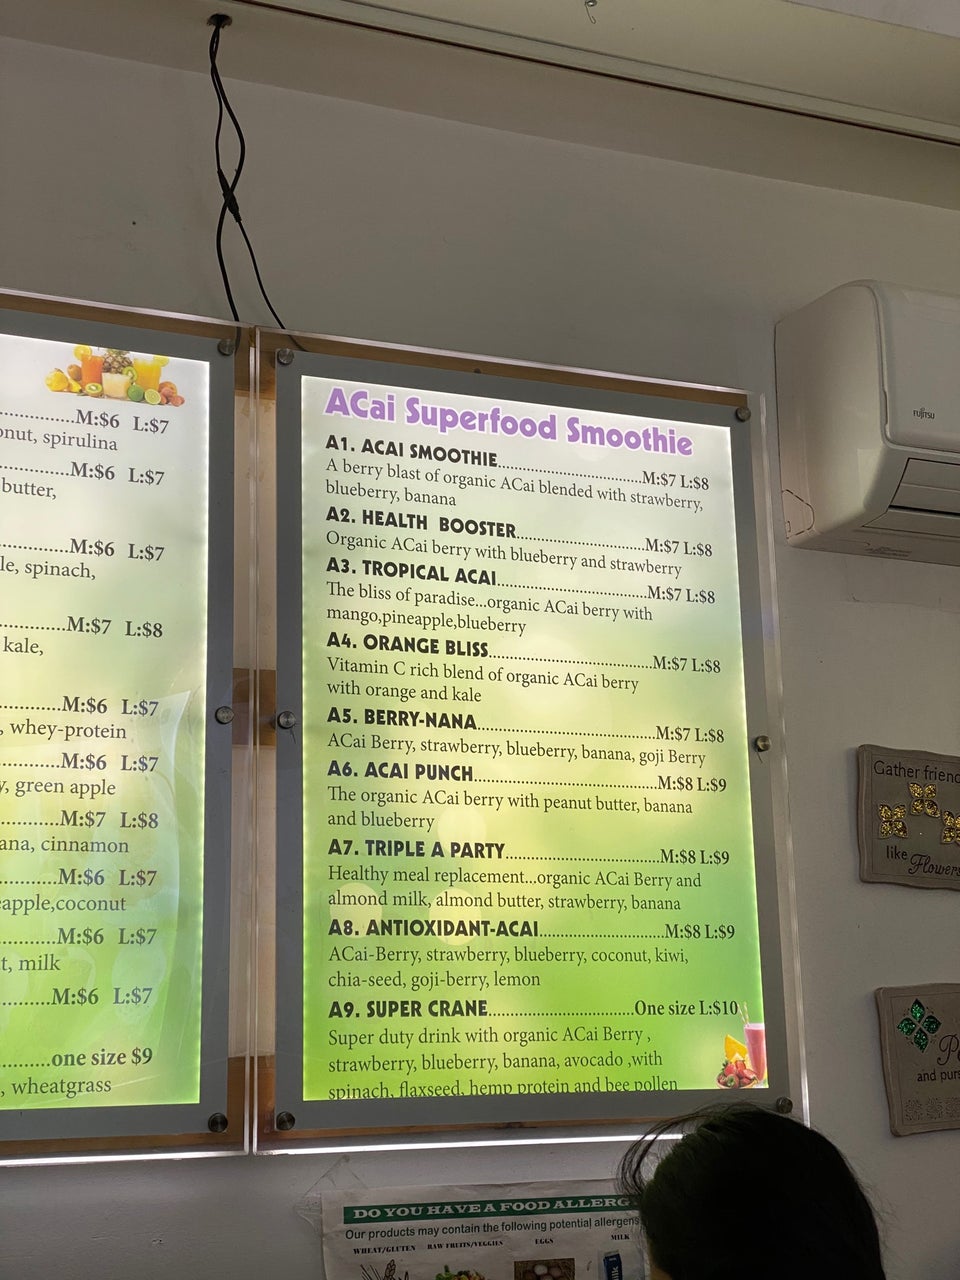 M:$6 L:$7
onut, spirulina
M:$6 L:$7
butter,
M:$6 L:$7
le, spinach,
M:$7 L:$8
kale,
M:$6 L:$7
, whey-protein
M:$6 L:$7
y, green apple
M:$7 L:$8
ana, cinnamon
M:$6 L:$7
eapple,coconut
M:$6 L:$7
t, milk
M:$6 L:$7
one size $9
, wheatgrass
ACai Superfood Smoothie
A1. ACAI SMOOTHIE M:$7 L:$8
A berry blast of organic ACai blended with strawberry,
blueberry, banana
A2. HEALTH BOOSTER M:$7 L:$8
Organic ACai berry with blueberry and strawberry
A3. TROPICAL ACAI M:$7 L:$8
The bliss of paradise...organic ACai berry with
mango,pineapple,blueberry
A4. ORANGE BLISS M:$7 L:$8
Vitamin C rich blend of organic ACai berry
with orange and kale
A5. BERRY-NANA M:$7 L:$8
ACai Berry, strawberry, blueberry, banana, goji Berry
A6. ACAI PUNCH M:$8 L:$9
The organic ACai berry with peanut butter, banana
and blueberry
A7. TRIPLE A PARTY M:$8 L:$9
Healthy meal replacement...organic ACai Berry and
almond milk, almond butter, strawberry, banana
A8. ANTIOXIDANT-ACAI M:$8 L:$9
ACai-Berry, strawberry, blueberry, coconut, kiwi,
chia-seed, goji-berry, lemon
A9. SUPER CRANE One size L:$10
Super duty drink with organic ACai Berry ,
strawberry, blueberry, banana, avocado ,with
spinach, flaxseed, hemp protein and bee pollen
FUJITSU
Gather friend
like Flowers
P
and purs
DO YOU HAVE A FOOD ALLERG
Our products may contain the following potential allergens
WHEAT/GLUTEN RAW FRUITS/VEGGIES EGGS MILK